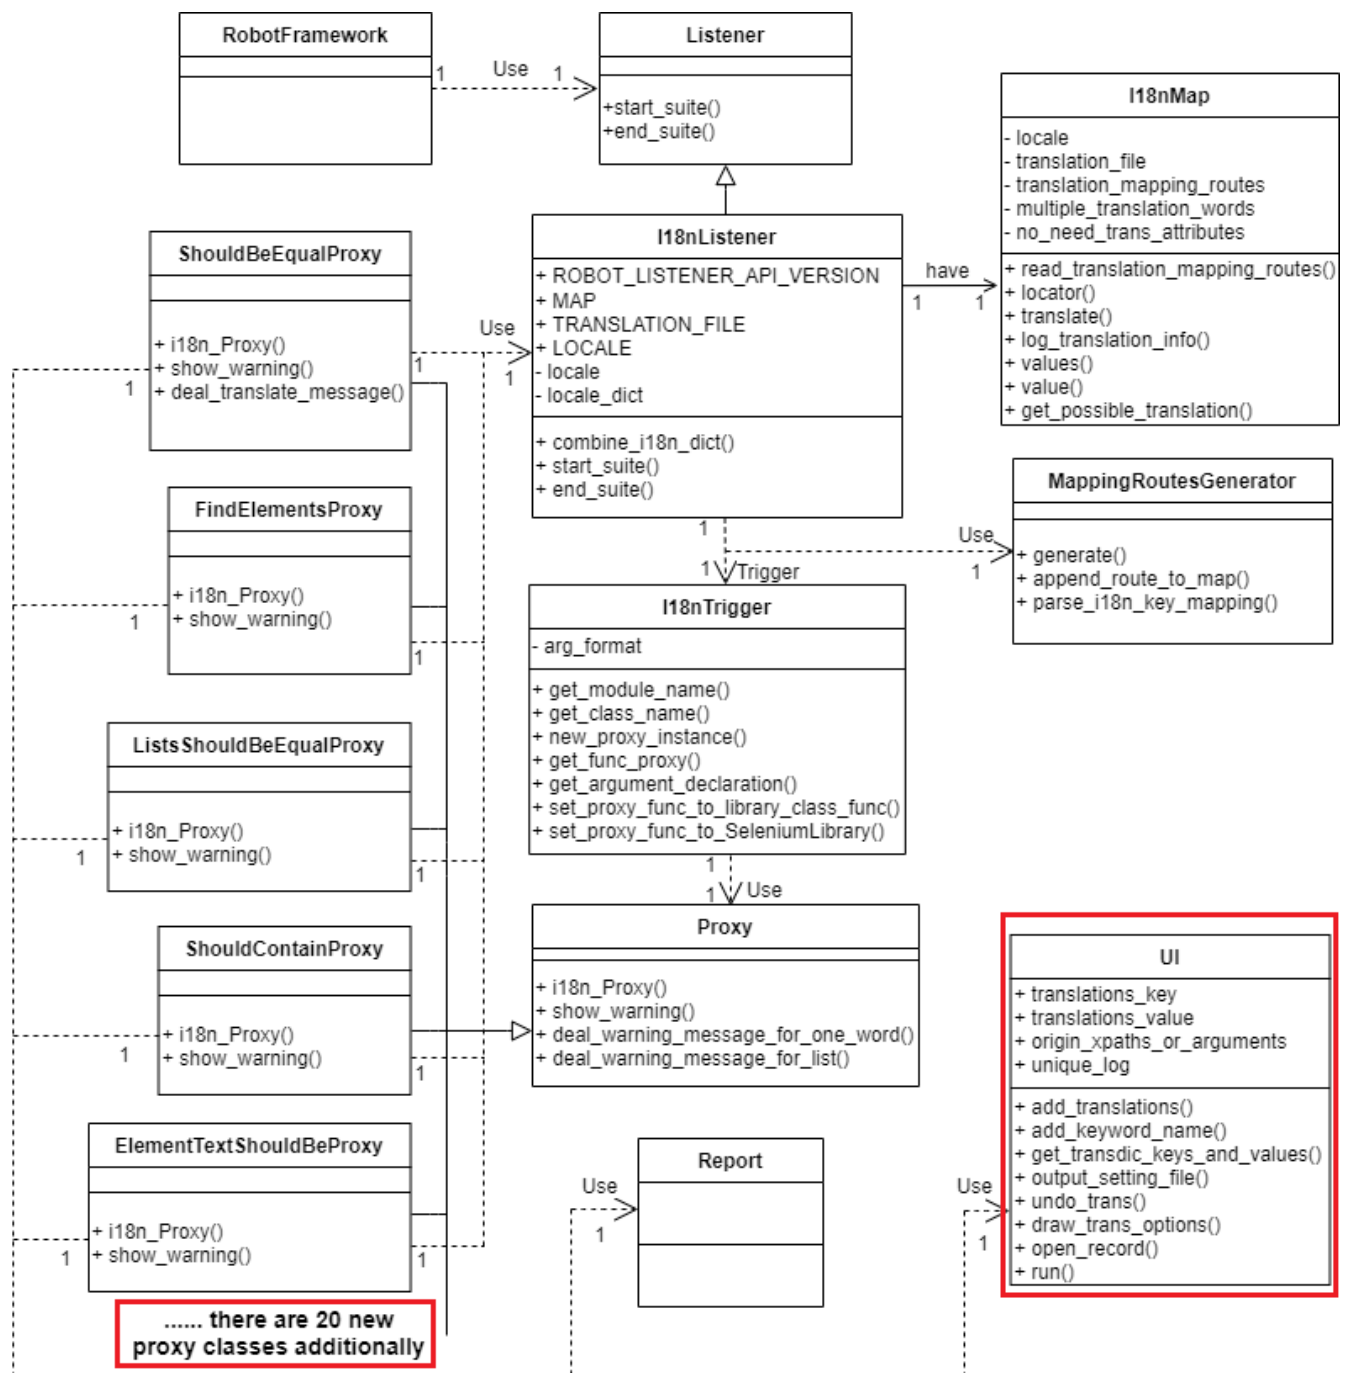 RobotFramework
1
Use
1
Listener
+start_suite()
+end_suite()
I18nMap
- locale
- translation_file
- translation_mapping_routes
- multiple_translation_words
- no_need_trans_attributes
+ read_translation_mapping_routes()
+ locator()
+ translate()
+ log_translation_info()
+ values()
+ value()
+ get_possible_translation()
I18nListener
+ ROBOT_LISTENER_API_VERSION
+ MAP
+ TRANSLATION_FILE
+ LOCALE
- locale
- locale_dict
+ combine_i18n_dict()
+ start_suite()
+ end_suite()
have
1
1
ShouldBeEqualProxy
+ i18n_Proxy()
+ show_warning()
+ deal_translate_message()
1
1
Use
1
FindElementsProxy
+ i18n_Proxy()
+ show_warning()
1
1
MappingRoutesGenerator
+ generate()
+ append_route_to_map()
+ parse_i18n_key_mapping()
Use
1
1
1
Trigger
I18nTrigger
- arg_format
+ get_module_name()
+ get_class_name()
+ new_proxy_instance()
+ get_func_proxy()
+ get_argument_declaration()
+ set_proxy_func_to_library_class_func()
+ set_proxy_func_to_SeleniumLibrary()
ListsShouldBeEqualProxy
+ i18n_Proxy()
+ show_warning()
1
1
1
1
Use
Proxy
+ i18n_Proxy()
+ show_warning()
+ deal_warning_message_for_one_word()
+ deal_warning_message_for_list()
ShouldContainProxy
+ i18n_Proxy()
+ show_warning()
1
1
UI
+ translations_key
+ translations_value
+ origin_xpaths_or_arguments
+ unique_log
+ add_translations()
+ add_keyword_name()
+ get_transdic_keys_and_values()
+ output_setting_file()
+ undo_trans()
+ draw_trans_options()
+ open_record()
+ run()
Use
1
ElementTextShouldBeProxy
+ i18n_Proxy()
+ show_warning()
1
1
Report
Use
1
...... there are 20 new
proxy classes additionally